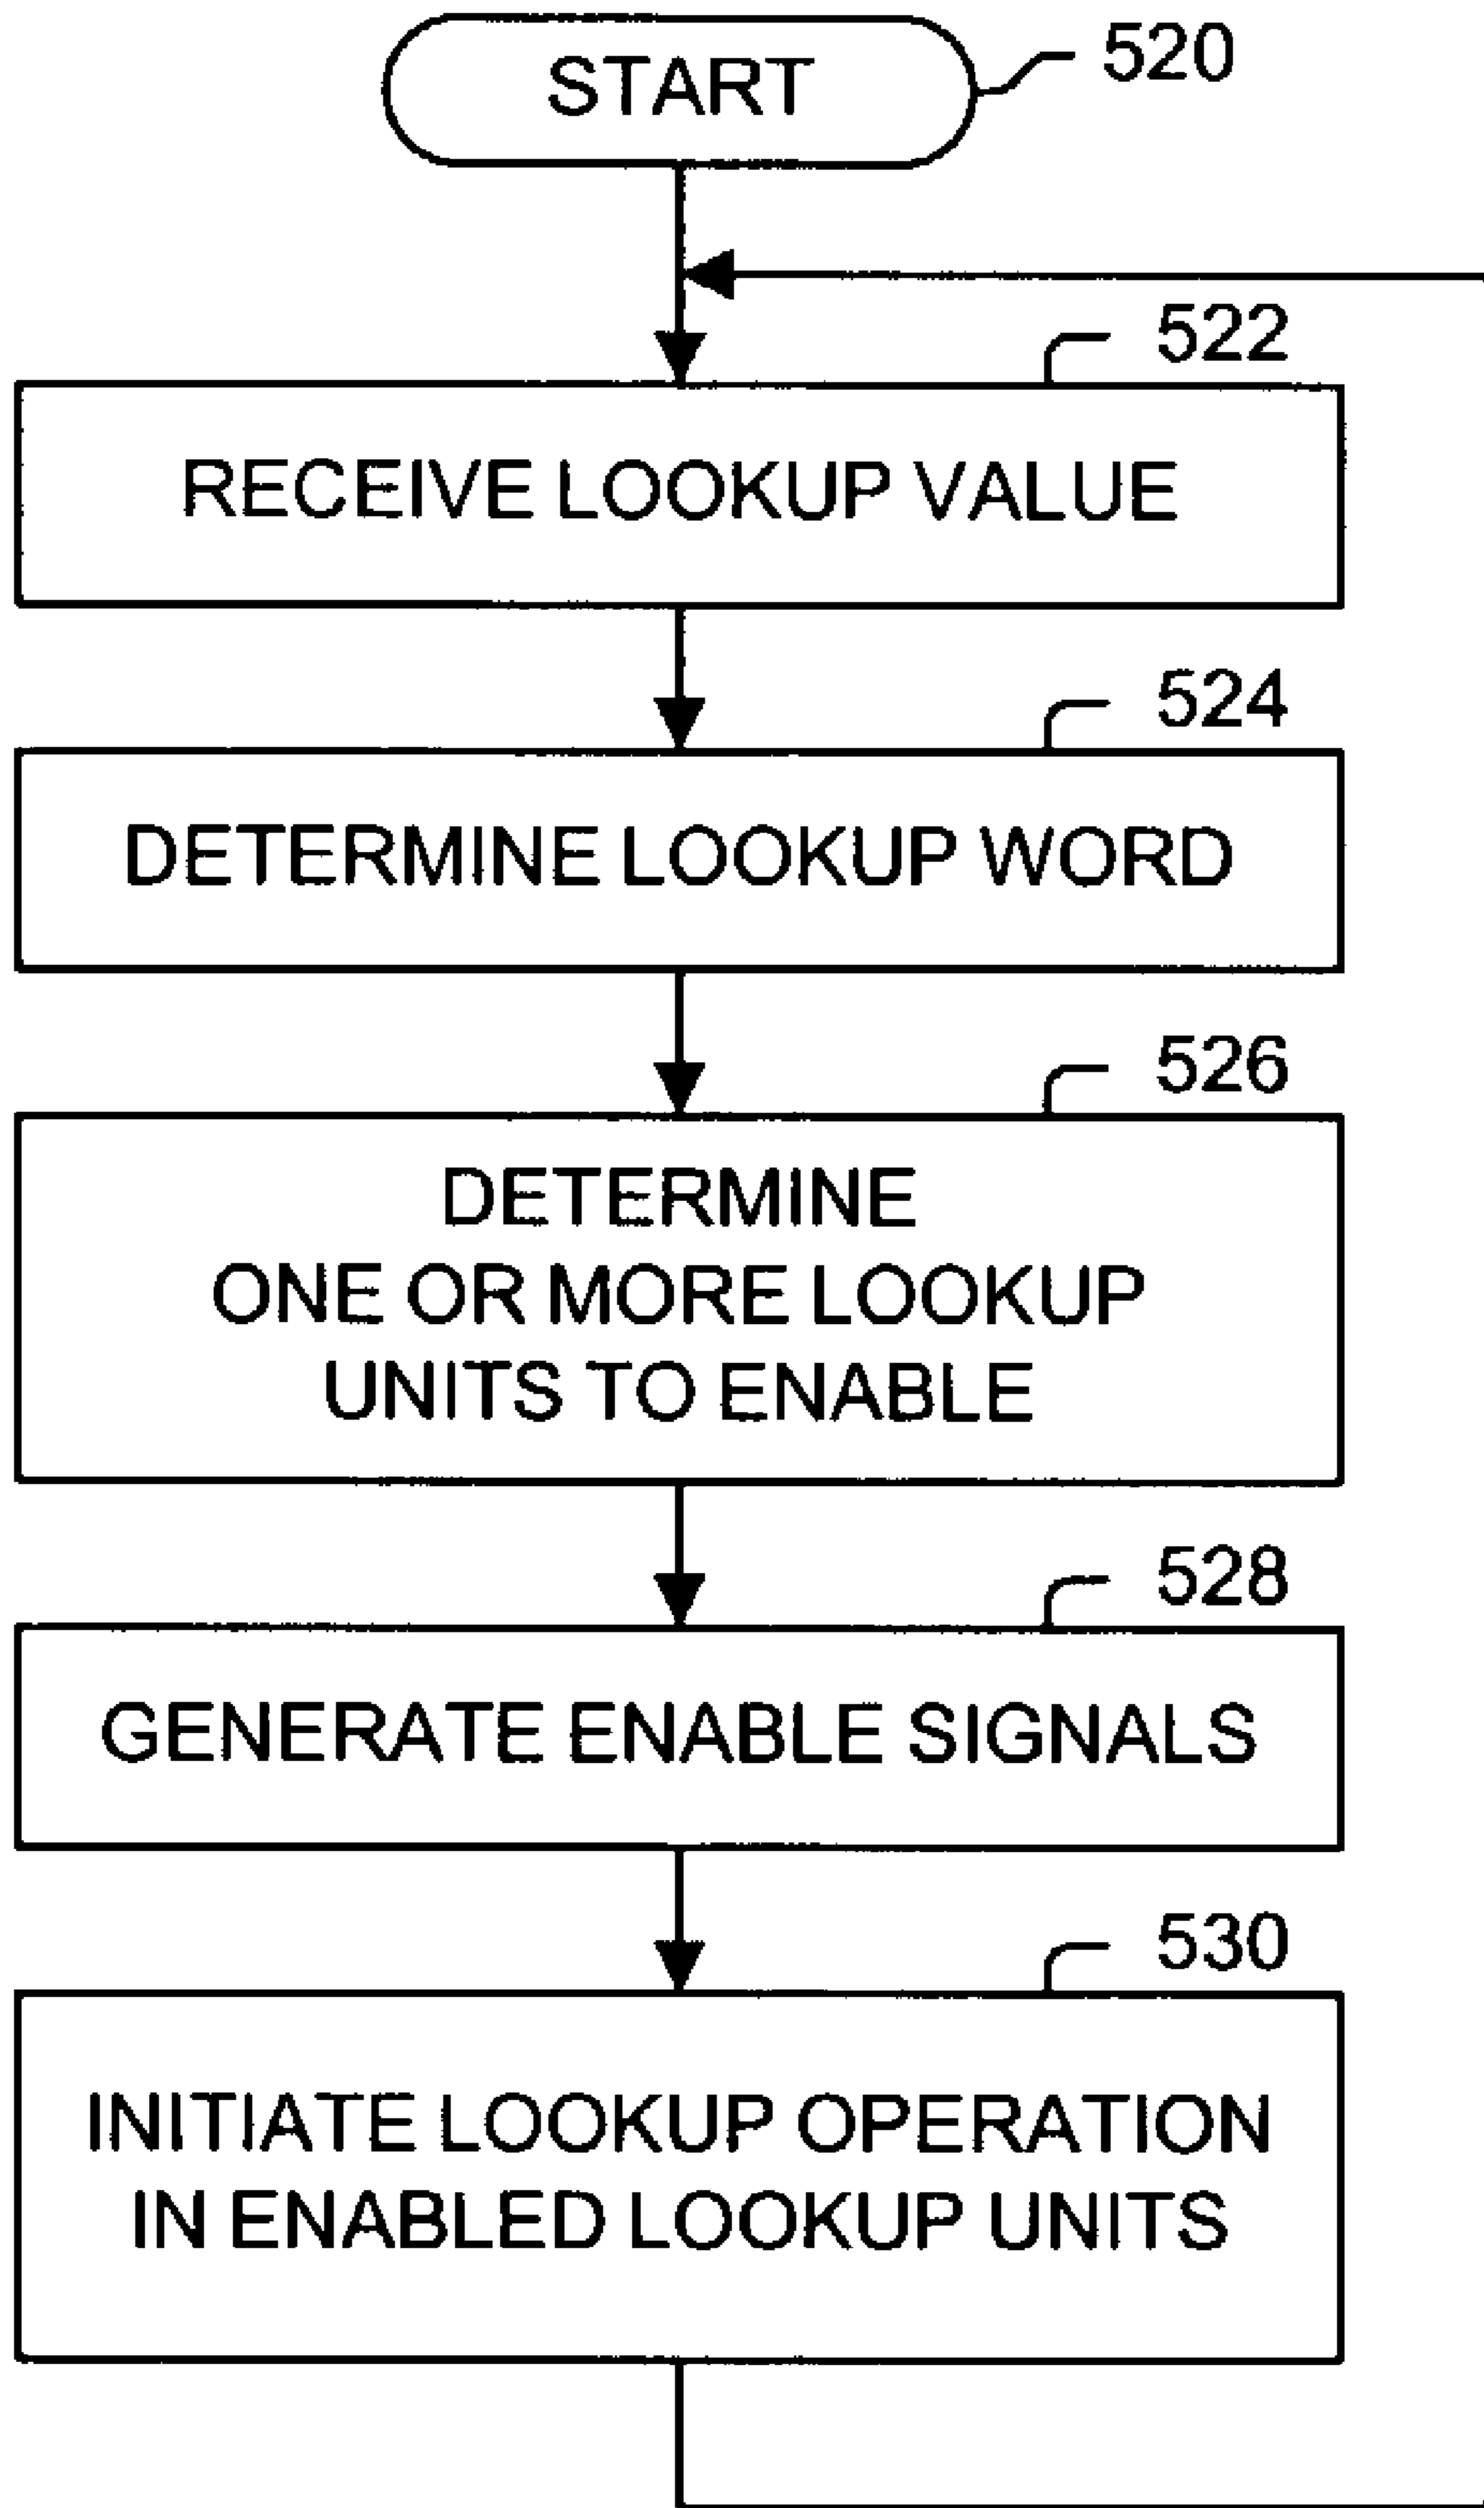 START
520
522
RECEIVE LOOKUP VALUE
524
DETERMINE LOOKUP WORD
526
DETERMINE
ONE OR MORE LOOKUP
UNITS TO ENABLE
528
GENERATE ENABLE SIGNALS
530
INITIATE LOOKUP OPERATION
IN ENABLED LOOKUP UNITS